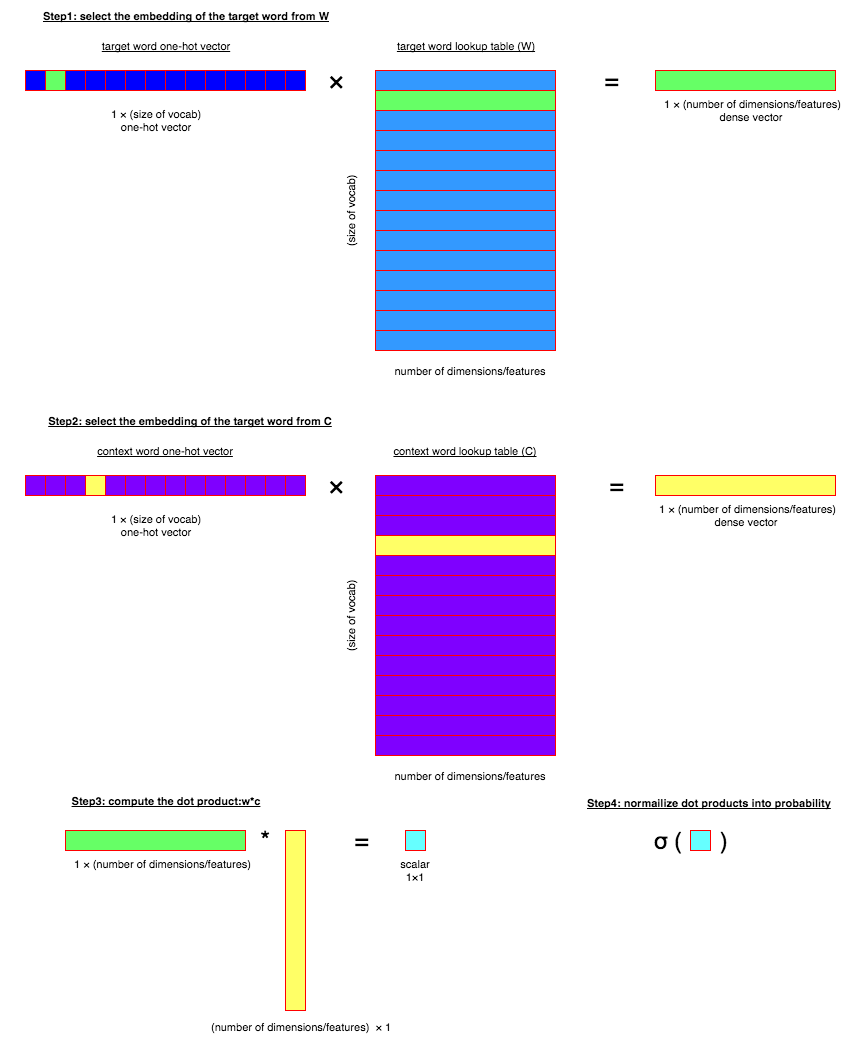 Step1: select the embedding of the target word from W
target word one-hot vector
target word lookup table (W)
×
=
1 × (size of vocab)
one-hot vector
1 × (number of dimensions/features)
dense vector
(size of vocab)
number of dimensions/features
Step2: select the embedding of the target word from C
context word one-hot vector
context word lookup table (C)
×
=
1 × (size of vocab)
one-hot vector
1 × (number of dimensions/features)
dense vector
(size of vocab)
number of dimensions/features
Step3: compute the dot product:w*c
*
=
1 × (number of dimensions/features)
scalar
1×1
(number of dimensions/features) × 1
Step4: normailize dot products into probability
σ ( )